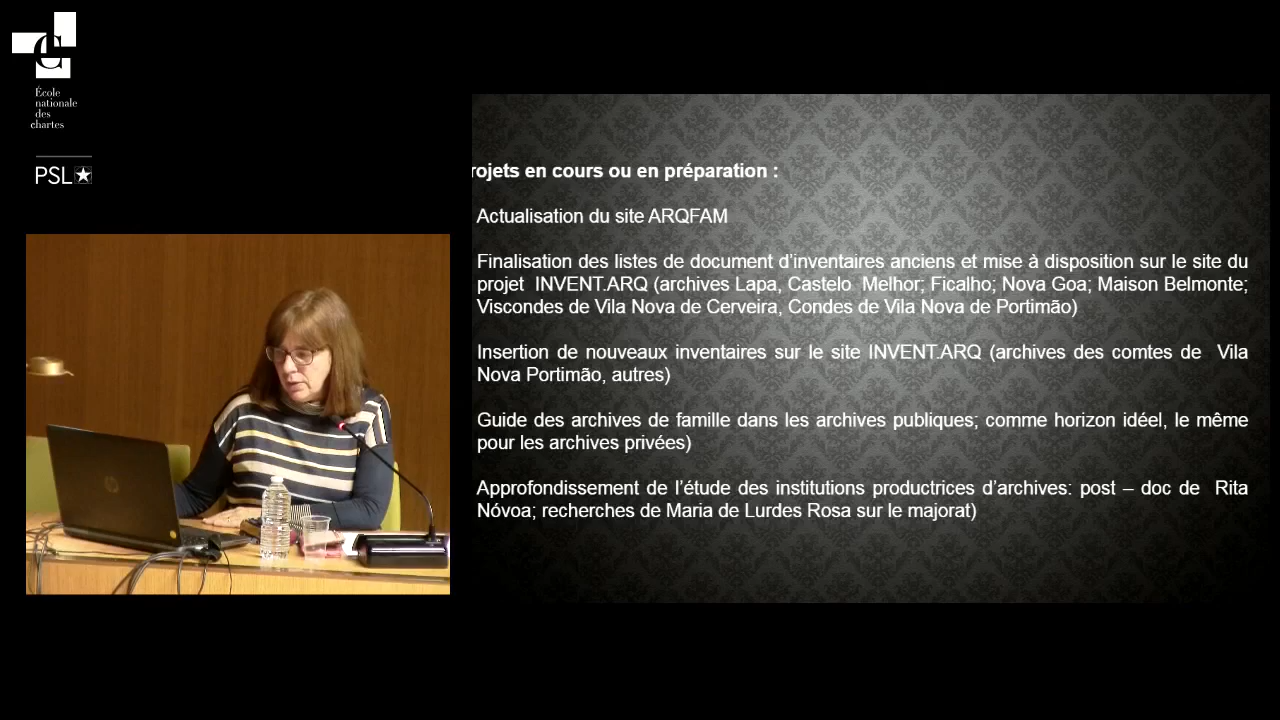 École
nationale
des
chartes
PSL
rojets en cours ou en préparation :
Actualisation du site ARQFAM
Finalisation des listes de document d’inventaires anciens et mise à disposition sur le site du
projet INVENT.ARQ (archives Lapa, Castelo Melhor; Ficalho; Nova Goa; Maison Belmonte;
Viscondes de Vila Nova de Cerveira, Condes de Vila Nova de Portimão)
Insertion de nouveaux inventaires sur le site INVENT.ARQ (archives des comtes de Vila
Nova Portimão, autres)
Guide des archives de famille dans les archives publiques; comme horizon idéel, le même
pour les archives privées)
Approfondissement de l’étude des institutions productrices d’archives: post – doc de Rita
Nóvoa; recherches de Maria de Lurdes Rosa sur le majorat)